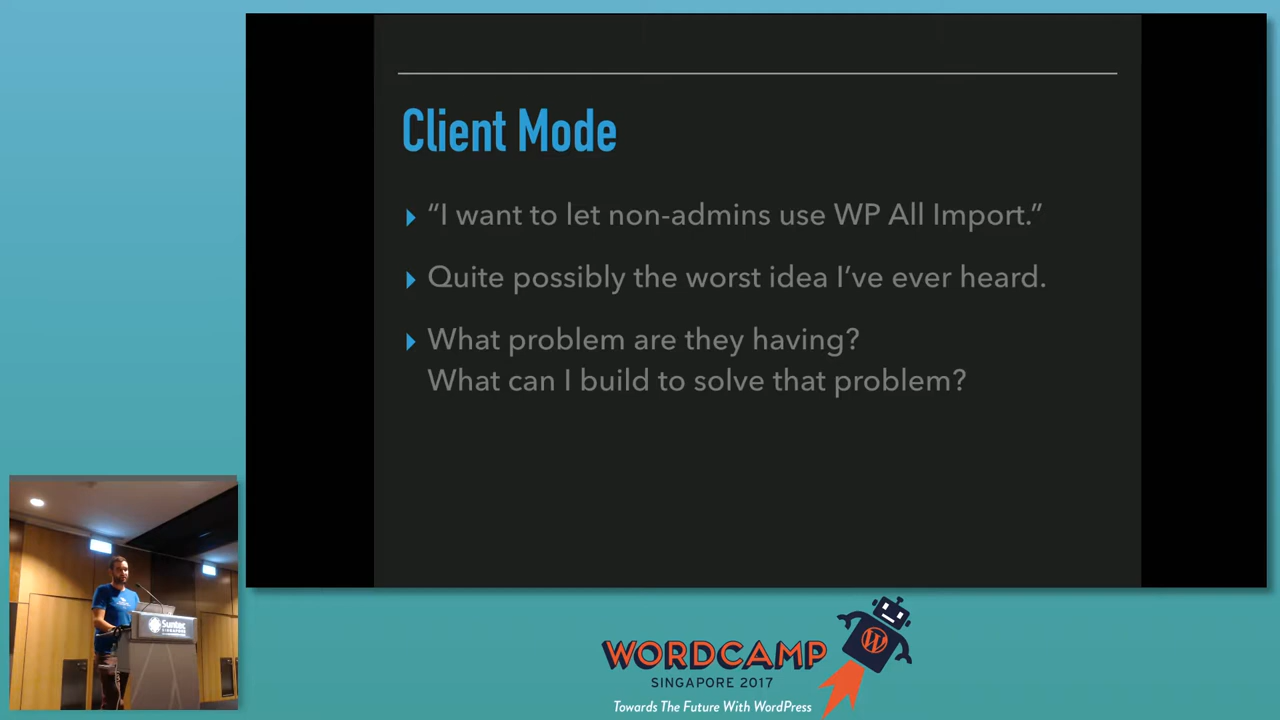 Client Mode
“I want to let non-admins use WP All Import.”
Quite possibly the worst idea I’ve ever heard.
What problem are they having?
What can I build to solve that problem?
Suntec
SINGAPORE
WORDCAMP
SINGAPORE 2017
Towards The Future With WordPress